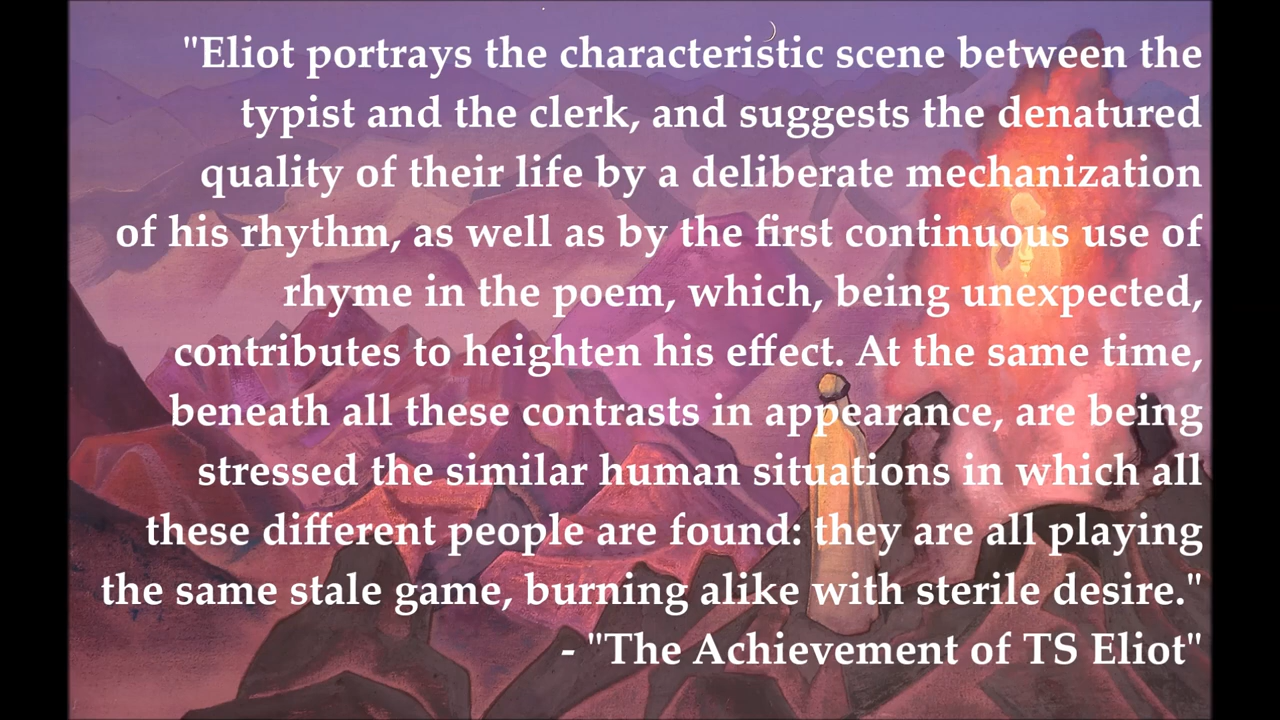 "Eliot portrays the characteristic scene between the
typist and the clerk, and suggests the denatured
quality of their life by a deliberate mechanization
of his rhythm, as well as by the first continuous use of
rhyme in the poem, which, being unexpected,
contributes to heighten his effect. At the same time,
beneath all these contrasts in appearance, are being
stressed the similar human situations in which all
these different people are found: they are all playing
the same stale game, burning alike with sterile desire."
- "The Achievement of TS Eliot"